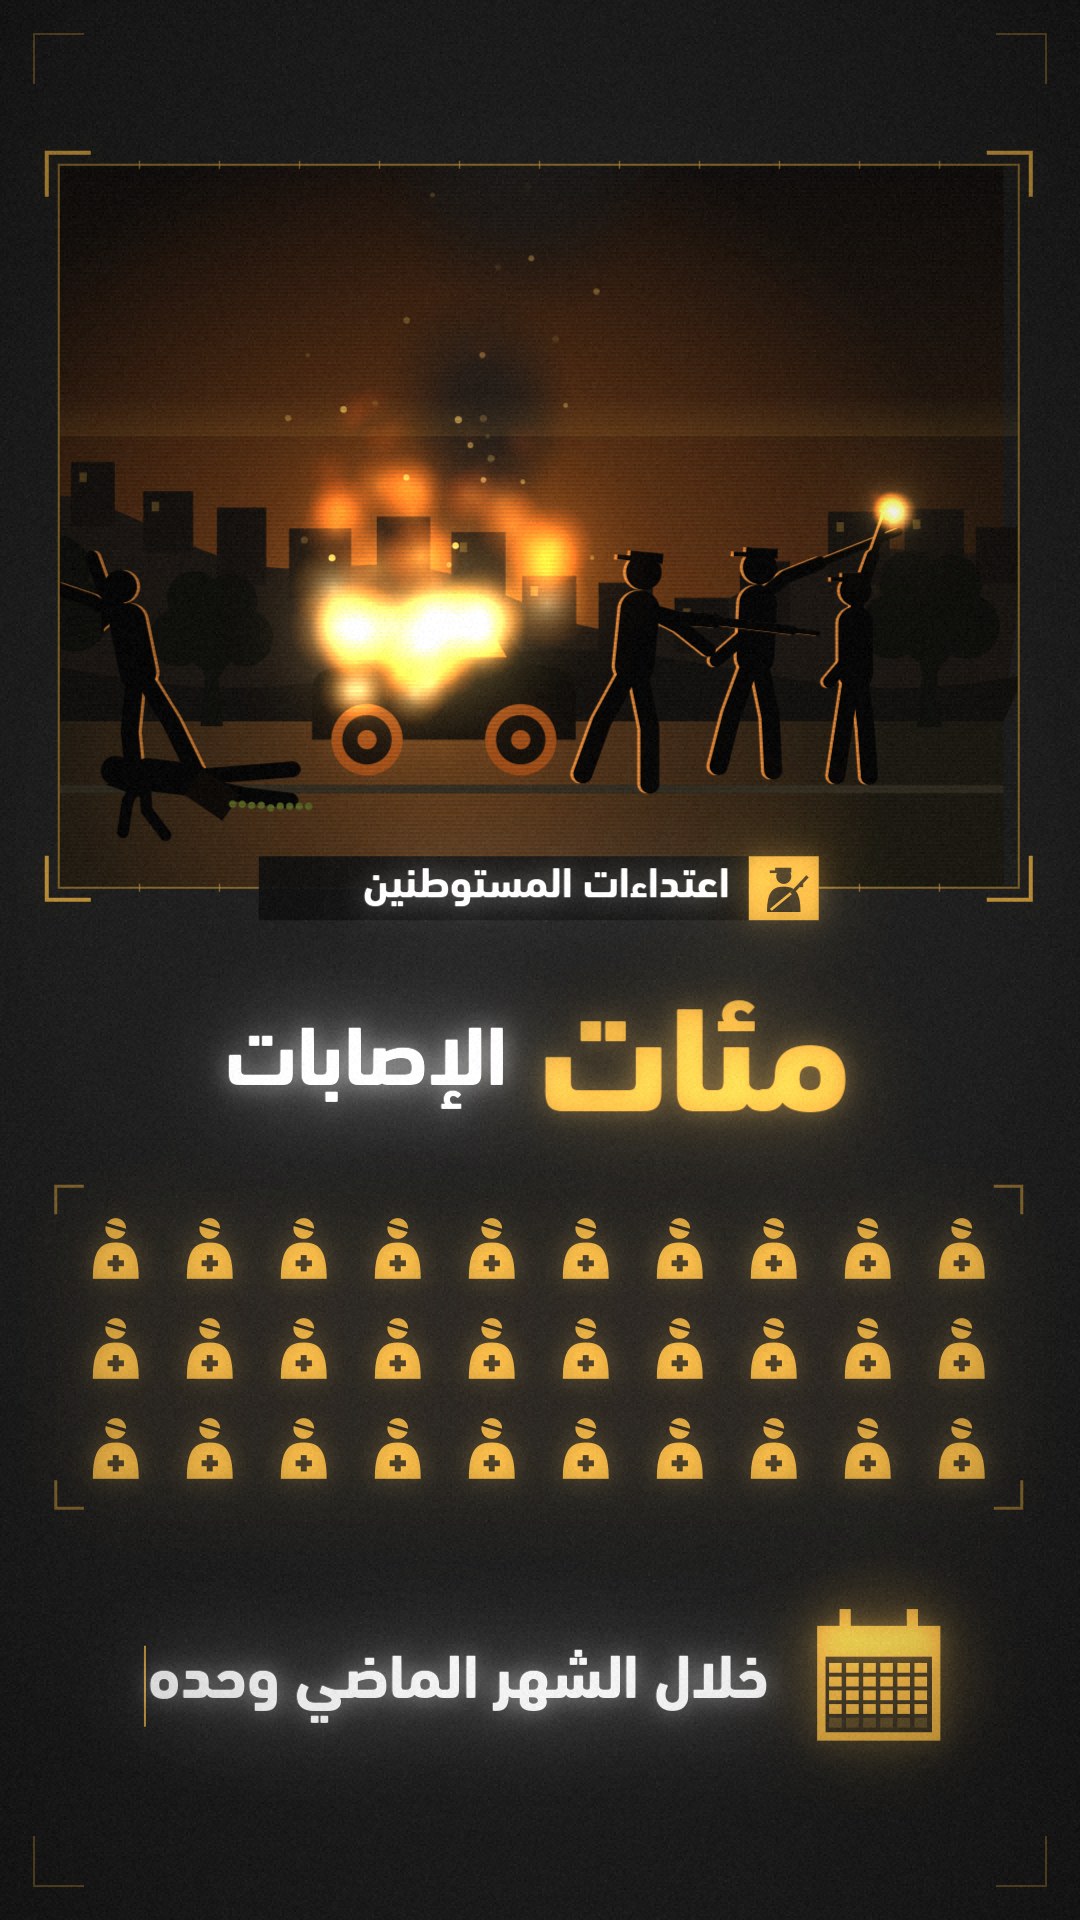 اعتداءات المستوطنين
مئات الإصابات
خلال الشهر الماضي وحده